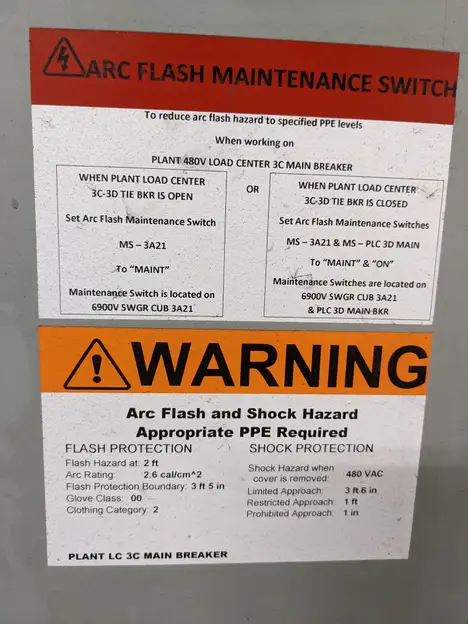 ARC FLASH MAINTENANCE SWITCH
To reduce arc flash hazard to specified PPE levels
When working on
PLANT 480V LOAD CENTER 3C MAIN BREAKER
WHEN PLANT LOAD CENTER
3C-3D TIE BKR IS OPEN
Set Arc Flash Maintenance Switch
MS – 3A21
To "MAINT"
Maintenance Switch is located on
6900V SWGR CUB 3A21
OR
WHEN PLANT LOAD CENTER
3C-3D TIE BKR IS CLOSED
Set Arc Flash Maintenance Switches
MS – 3A21 & MS – PLC 3D MAIN
To "MAINT" & "ON"
Maintenance Switches are located on
6900V SWGR CUB 3A21
& PLC 3D MAIN BKR
WARNING
Arc Flash and Shock Hazard
Appropriate PPE Required
FLASH PROTECTION
Flash Hazard at: 2 ft
Arc Rating: 2.6 cal/cm^2
Flash Protection Boundary: 3 ft 5 in
Glove Class: 00
Clothing Category: 2
SHOCK PROTECTION
Shock Hazard when
cover is removed: 480 VAC
Limited Approach: 3 ft 6 in
Restricted Approach: 1 ft
Prohibited Approach: 1 in
PLANT LC 3C MAIN BREAKER